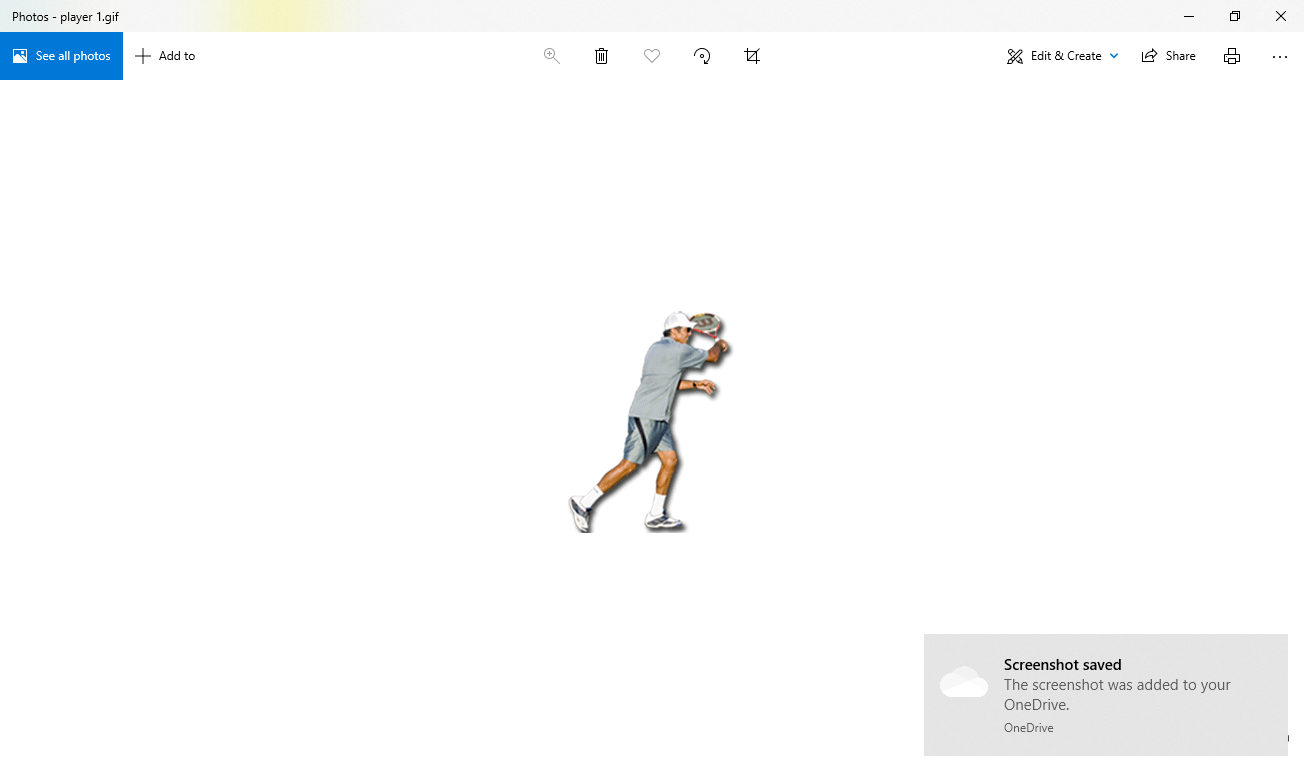 Photos - player 1.gif
See all photos
Add to
Edit & Create
Share
Screenshot saved
The screenshot was added to your
OneDrive.
OneDrive